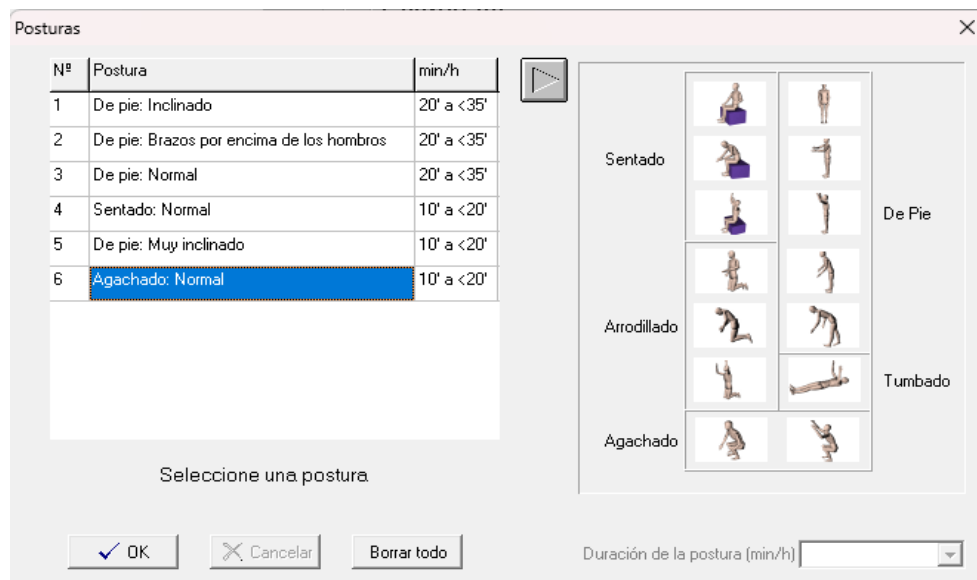 Posturas
Nº Postura min/h
1 De pie: Inclinado 20' a <35'
2 De pie: Brazos por encima de los hombros 20' a <35'
3 De pie: Normal 20' a <35'
4 Sentado: Normal 10' a <20'
5 De pie: Muy inclinado 10' a <20'
6 Agachado: Normal 10' a <20'
Seleccione una postura
OK Cancelar Borrar todo
Sentado
De Pie
Arrodillado
Tumbado
Agachado
Duración de la postura (min/h)